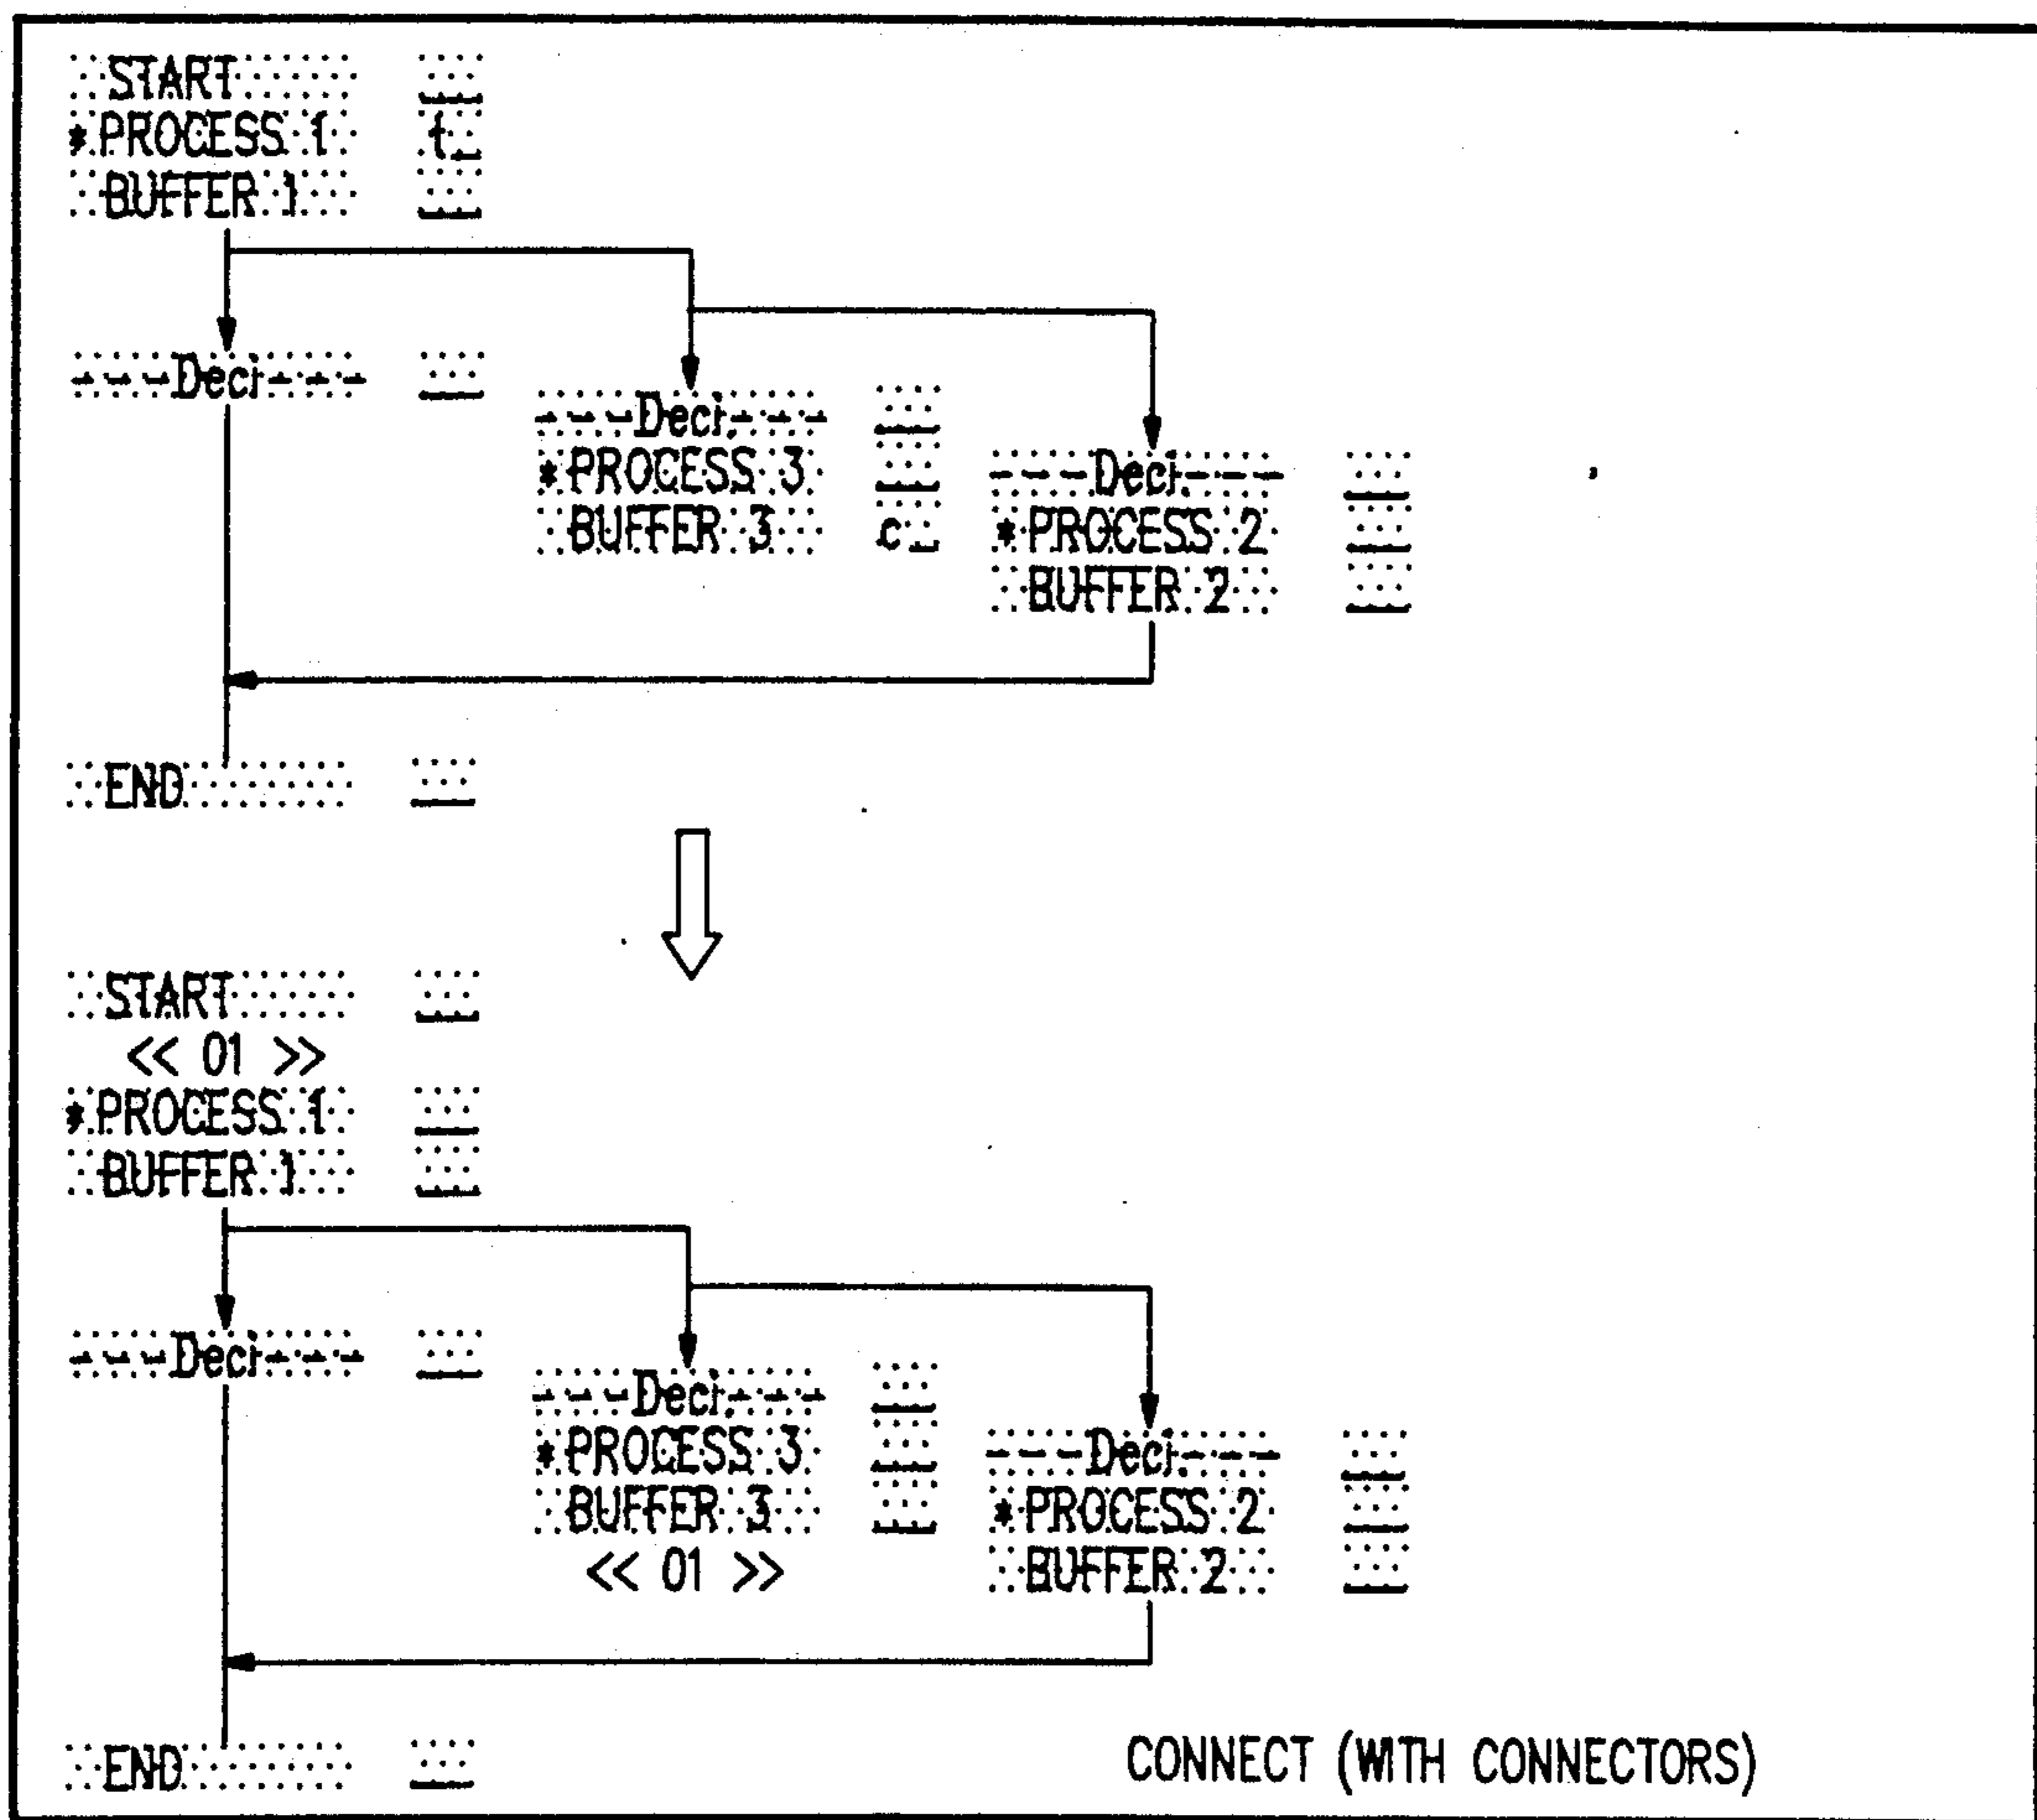 START
*PROCESS 1 t
BUFFER 1
---Deci---
---Deci.---
*PROCESS 3
BUFFER 3 c
---Deci.---
*PROCESS 2
BUFFER 2
END
START
<< 01 >>
*PROCESS 1
BUFFER 1
---Deci---
---Deci.---
*PROCESS 3
BUFFER 3
<< 01 >>
---Deci.---
*PROCESS 2
BUFFER 2
END
CONNECT (WITH CONNECTORS)